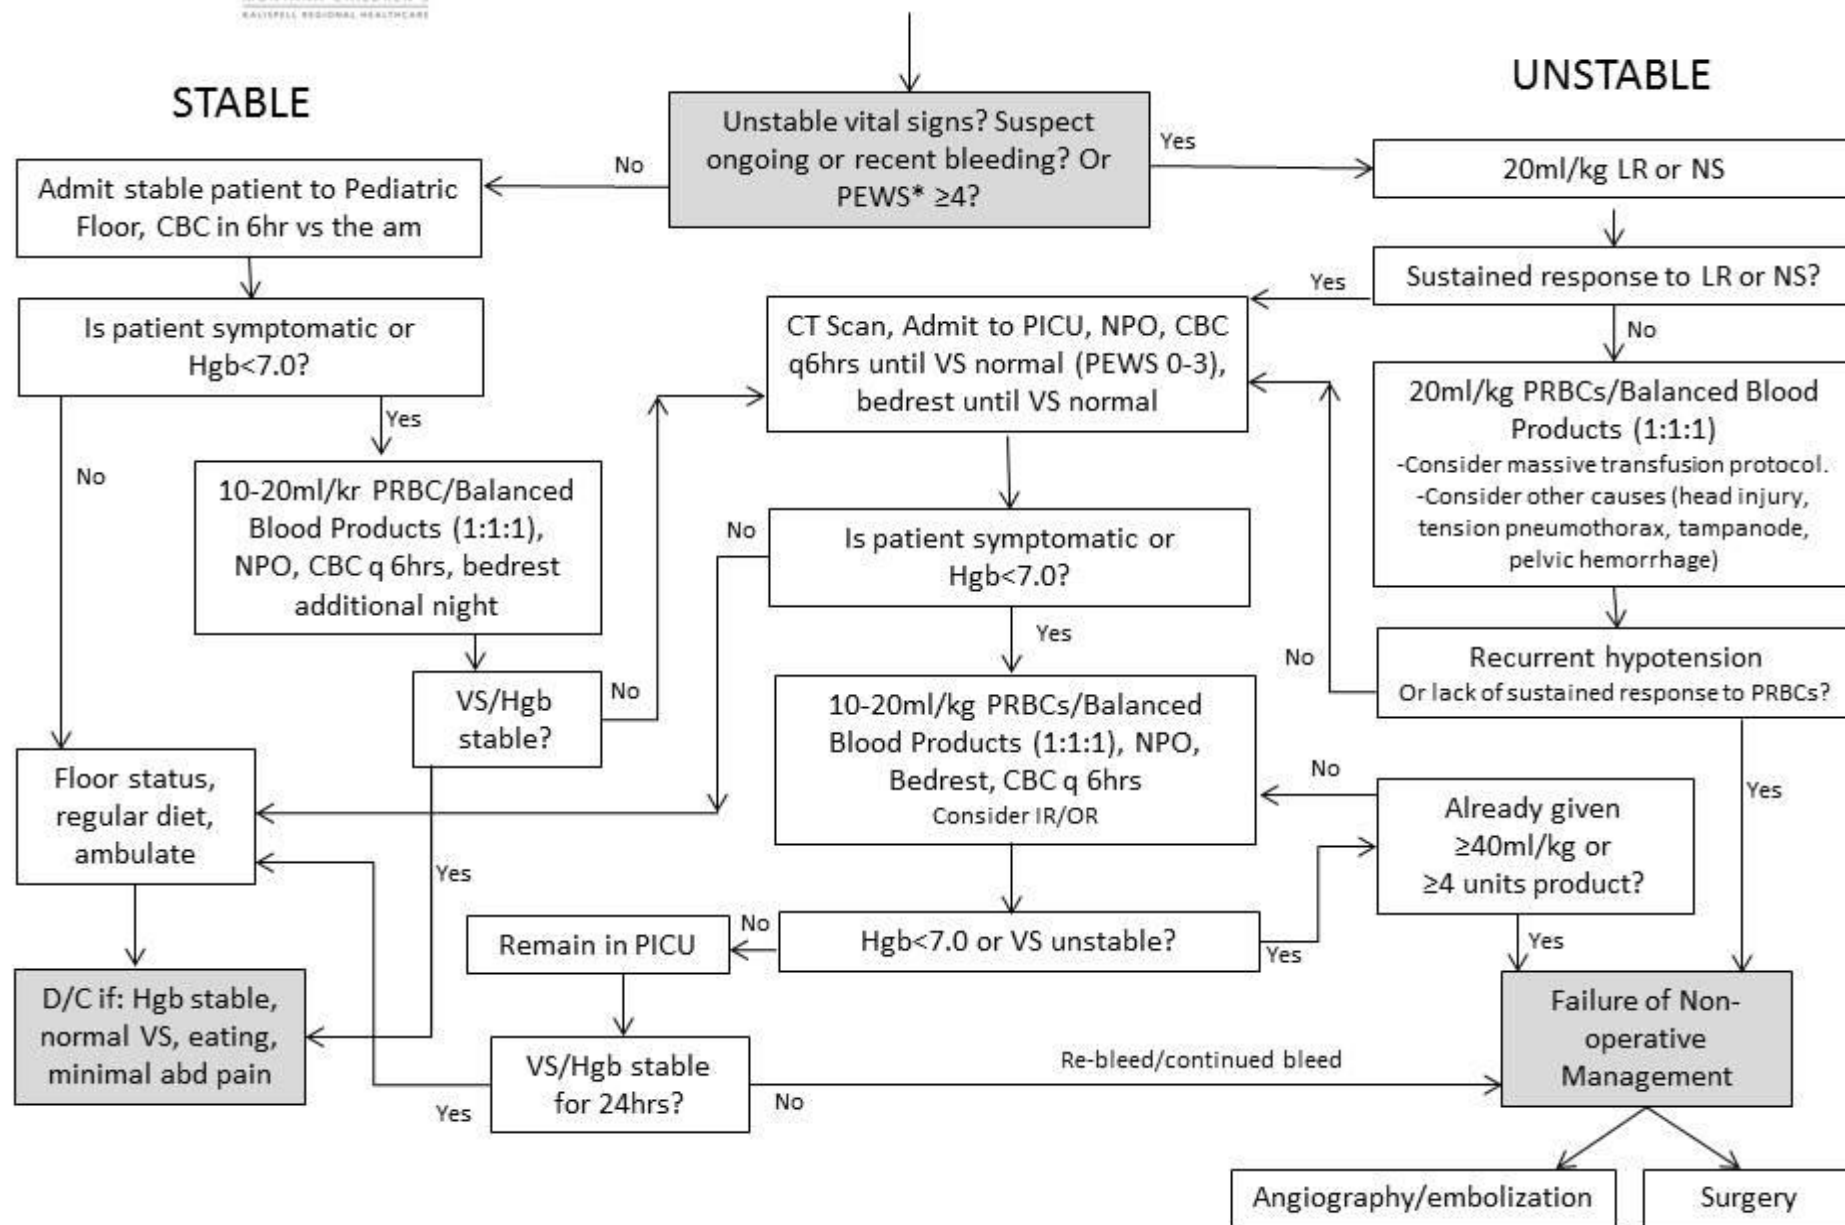 KALISPELL REGIONAL HEALTHCARE
STABLE
UNSTABLE
Unstable vital signs? Suspect
ongoing or recent bleeding? Or
PEWS* ≥4?
No
Yes
Admit stable patient to Pediatric
Floor, CBC in 6hr vs the am
20ml/kg LR or NS
Sustained response to LR or NS?
Yes
No
Is patient symptomatic or
Hgb<7.0?
Yes
No
CT Scan, Admit to PICU, NPO, CBC
q6hrs until VS normal (PEWS 0-3),
bedrest until VS normal
20ml/kg PRBCs/Balanced Blood
Products (1:1:1)
-Consider massive transfusion protocol.
-Consider other causes (head injury,
tension pneumothorax, tampanode,
pelvic hemorrhage)
10-20ml/kr PRBC/Balanced
Blood Products (1:1:1),
NPO, CBC q 6hrs, bedrest
additional night
Is patient symptomatic or
Hgb<7.0?
No
Yes
Recurrent hypotension
Or lack of sustained response to PRBCs?
No
Yes
VS/Hgb
stable?
No
Yes
10-20ml/kg PRBCs/Balanced
Blood Products (1:1:1), NPO,
Bedrest, CBC q 6hrs
Consider IR/OR
Floor status,
regular diet,
ambulate
Already given
≥40ml/kg or
≥4 units product?
No
Yes
Hgb<7.0 or VS unstable?
No
Yes
Remain in PICU
D/C if: Hgb stable,
normal VS, eating,
minimal abd pain
VS/Hgb stable
for 24hrs?
Yes
No
Re-bleed/continued bleed
Failure of Non-
operative
Management
Angiography/embolization
Surgery